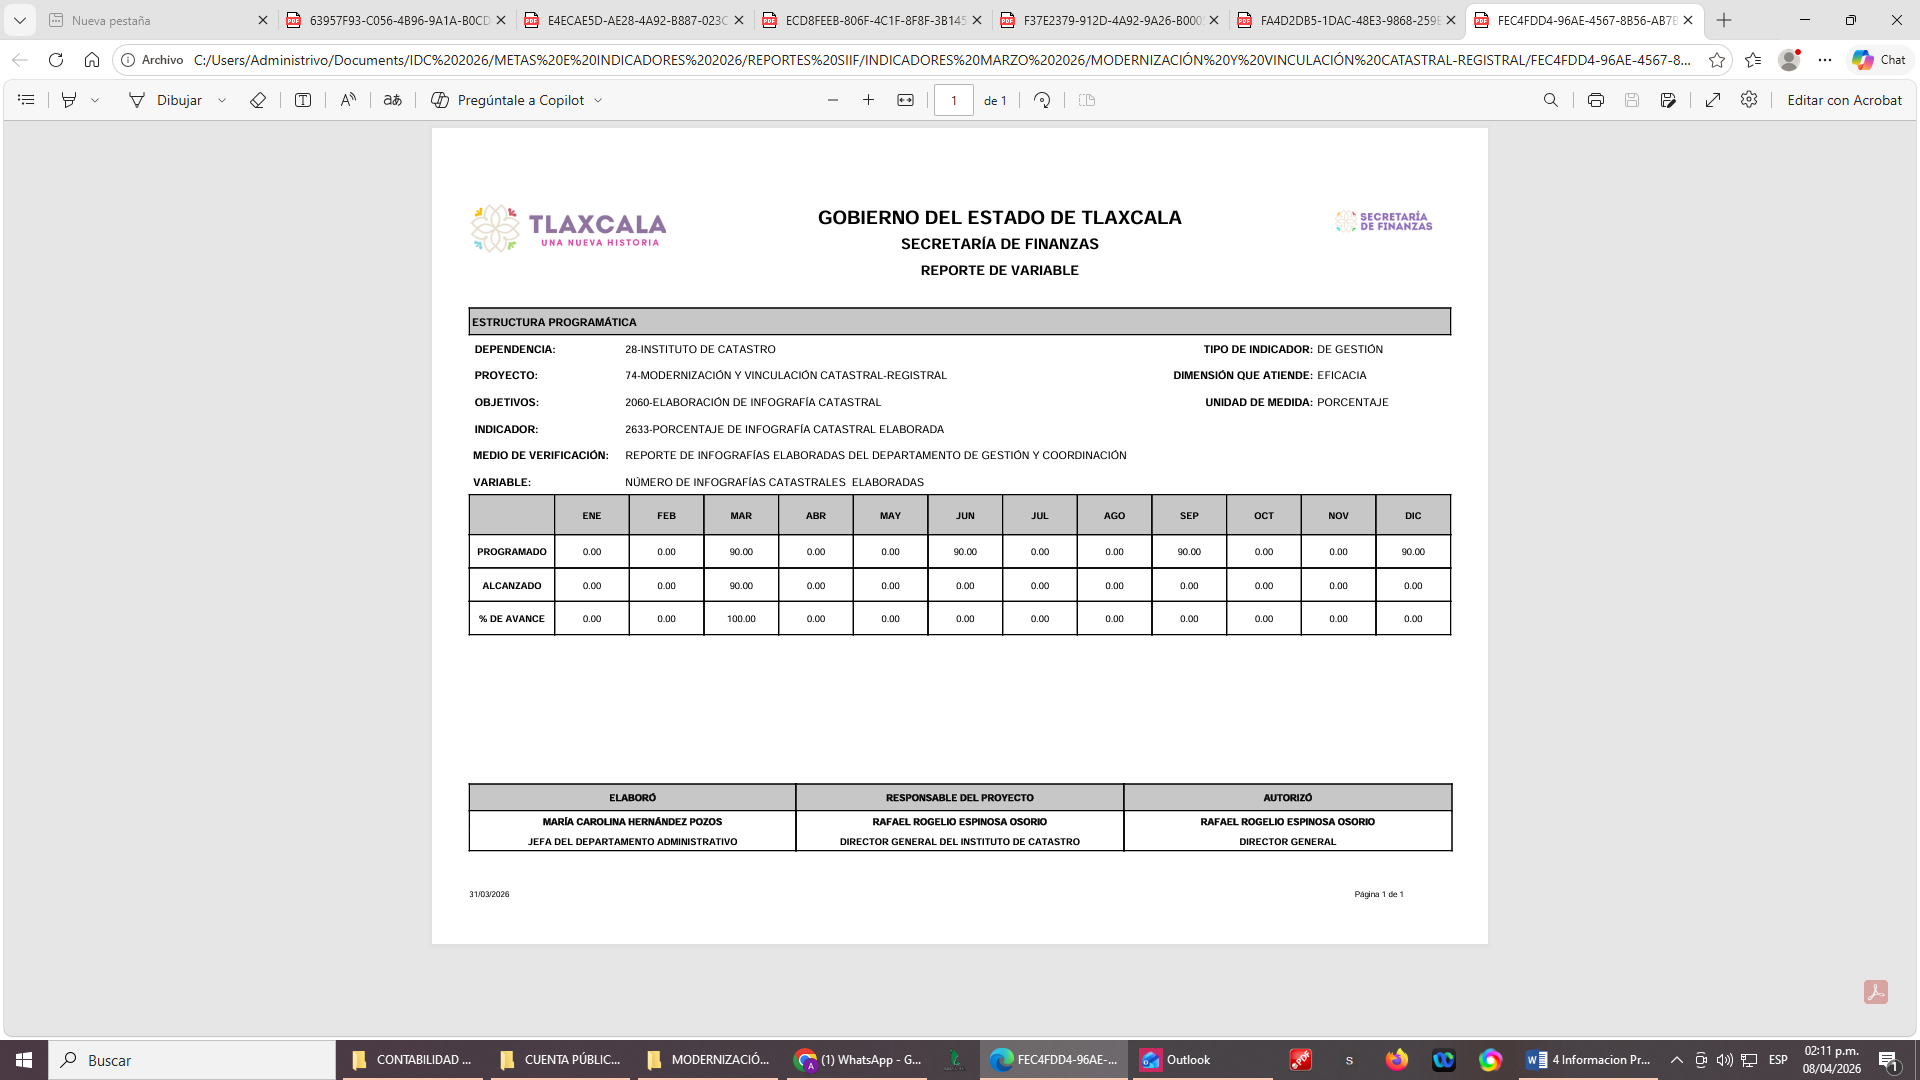 Nueva pestaña
63957F93-C056-4B96-9A1A-B0CD
E4ECAE5D-AE28-4A92-B887-023C
ECD8FEEB-806F-4C1F-8F8F-3B145
F37E2379-912D-4A92-9A26-B000
FA4D2DB5-1DAC-48E3-9868-259E
FEC4FDD4-96AE-4567-8B56-AB7B
Archivo C:/Users/Administrivo/Documents/IDC%202026/METAS%20E%20INDICADORES%202026/REPORTES%20SIIF/INDICADORES%20MARZO%202026/MODERNIZACIÓN%20Y%20VINCULACIÓN%20CATASTRAL-REGISTRAL/FEC4FDD4-96AE-4567-8... Chat
Dibujar Pregúntale a Copilot 1 de 1 Editar con Acrobat
TLAXCALA
UNA NUEVA HISTORIA
GOBIERNO DEL ESTADO DE TLAXCALA
SECRETARÍA DE FINANZAS
REPORTE DE VARIABLE
SECRETARÍA
DE FINANZAS
ESTRUCTURA PROGRAMÁTICA
DEPENDENCIA: 28-INSTITUTO DE CATASTRO TIPO DE INDICADOR: DE GESTIÓN
PROYECTO: 74-MODERNIZACIÓN Y VINCULACIÓN CATASTRAL-REGISTRAL DIMENSIÓN QUE ATIENDE: EFICACIA
OBJETIVOS: 2060-ELABORACIÓN DE INFOGRAFÍA CATASTRAL UNIDAD DE MEDIDA: PORCENTAJE
INDICADOR: 2633-PORCENTAJE DE INFOGRAFÍA CATASTRAL ELABORADA
MEDIO DE VERIFICACIÓN: REPORTE DE INFOGRAFÍAS ELABORADAS DEL DEPARTAMENTO DE GESTIÓN Y COORDINACIÓN
VARIABLE: NÚMERO DE INFOGRAFÍAS CATASTRALES ELABORADAS
ENE FEB MAR ABR MAY JUN JUL AGO SEP OCT NOV DIC
PROGRAMADO 0.00 0.00 90.00 0.00 0.00 90.00 0.00 0.00 90.00 0.00 0.00 90.00
ALCANZADO 0.00 0.00 90.00 0.00 0.00 0.00 0.00 0.00 0.00 0.00 0.00 0.00
% DE AVANCE 0.00 0.00 100.00 0.00 0.00 0.00 0.00 0.00 0.00 0.00 0.00 0.00
ELABORÓ RESPONSABLE DEL PROYECTO AUTORIZÓ
MARÍA CAROLINA HERNÁNDEZ POZOS RAFAEL ROGELIO ESPINOSA OSORIO RAFAEL ROGELIO ESPINOSA OSORIO
JEFA DEL DEPARTAMENTO ADMINISTRATIVO DIRECTOR GENERAL DEL INSTITUTO DE CATASTRO DIRECTOR GENERAL
31/03/2026 Página 1 de 1
Buscar CONTABILIDAD ... CUENTA PÚBLIC... MODERNIZACIÓ... (1) WhatsApp - G... FEC4FDD4-96AE-... Outlook 4 Informacion Pr... ESP
02:11 p.m.
08/04/2026
1